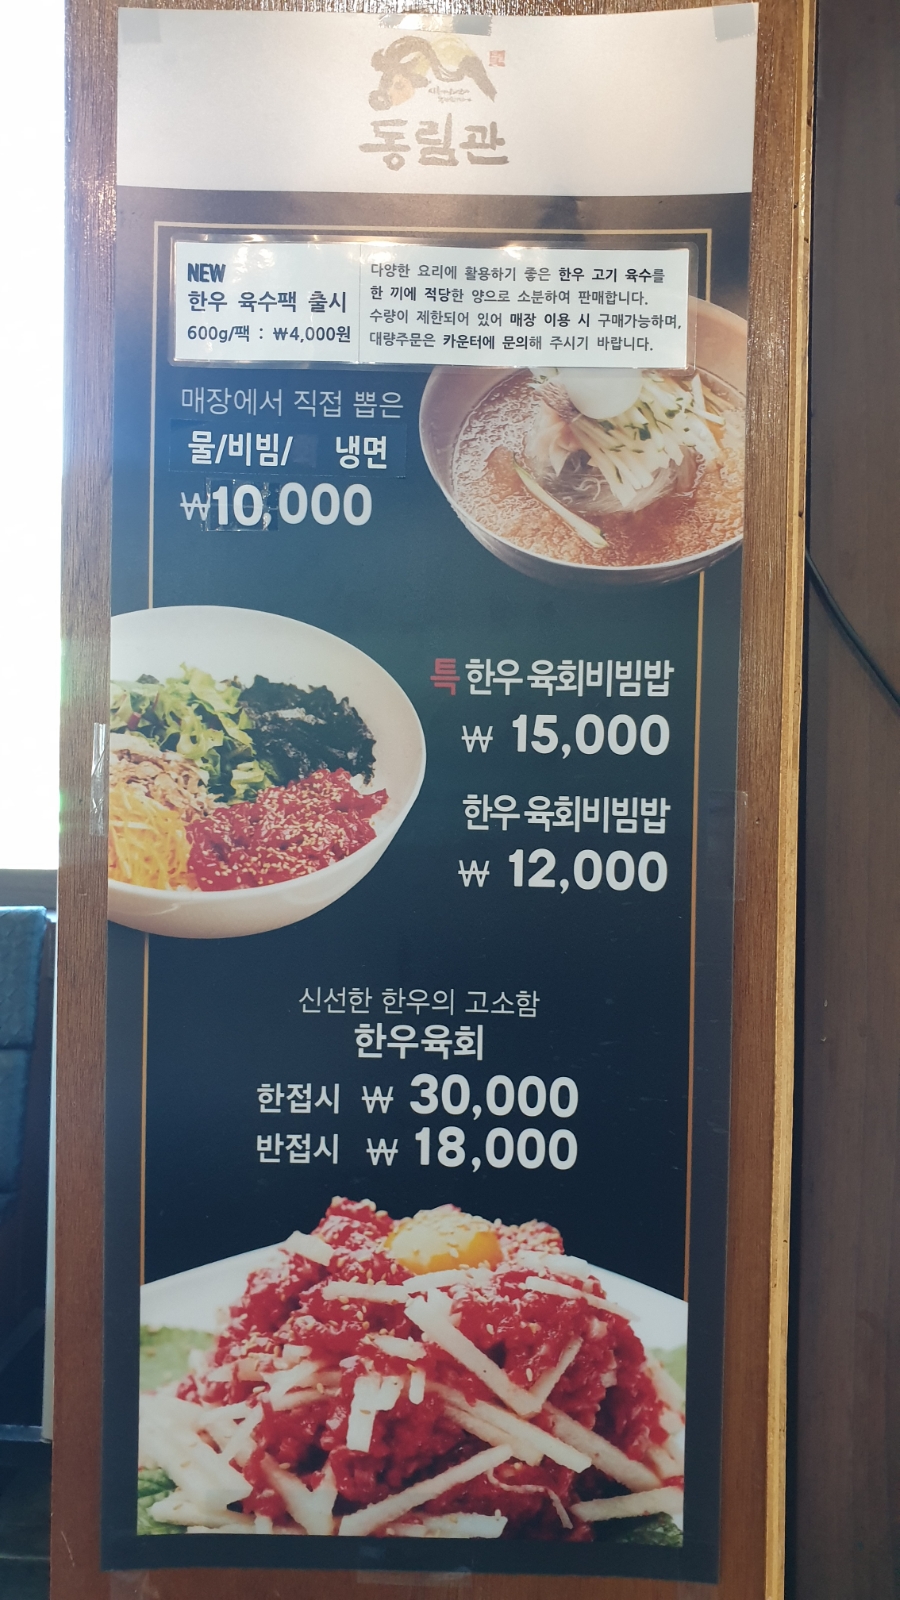 동림관
NEW
한우 육수팩 출시
600g/팩 : ₩4,000원
다양한 요리에 활용하기 좋은 한우 고기 육수를
한 끼에 적당한 양으로 소분하여 판매합니다.
수량이 제한되어 있어 매장 이용 시 구매가능하며,
대량주문은 카운터에 문의해 주시기 바랍니다.
매장에서 직접 뽑은
물/비빔/ 냉면
₩10,000
특 한우 육회비빔밥
₩ 15,000
한우 육회비빔밥
₩ 12,000
신선한 한우의 고소함
한우육회
한접시 ₩ 30,000
반접시 ₩ 18,000